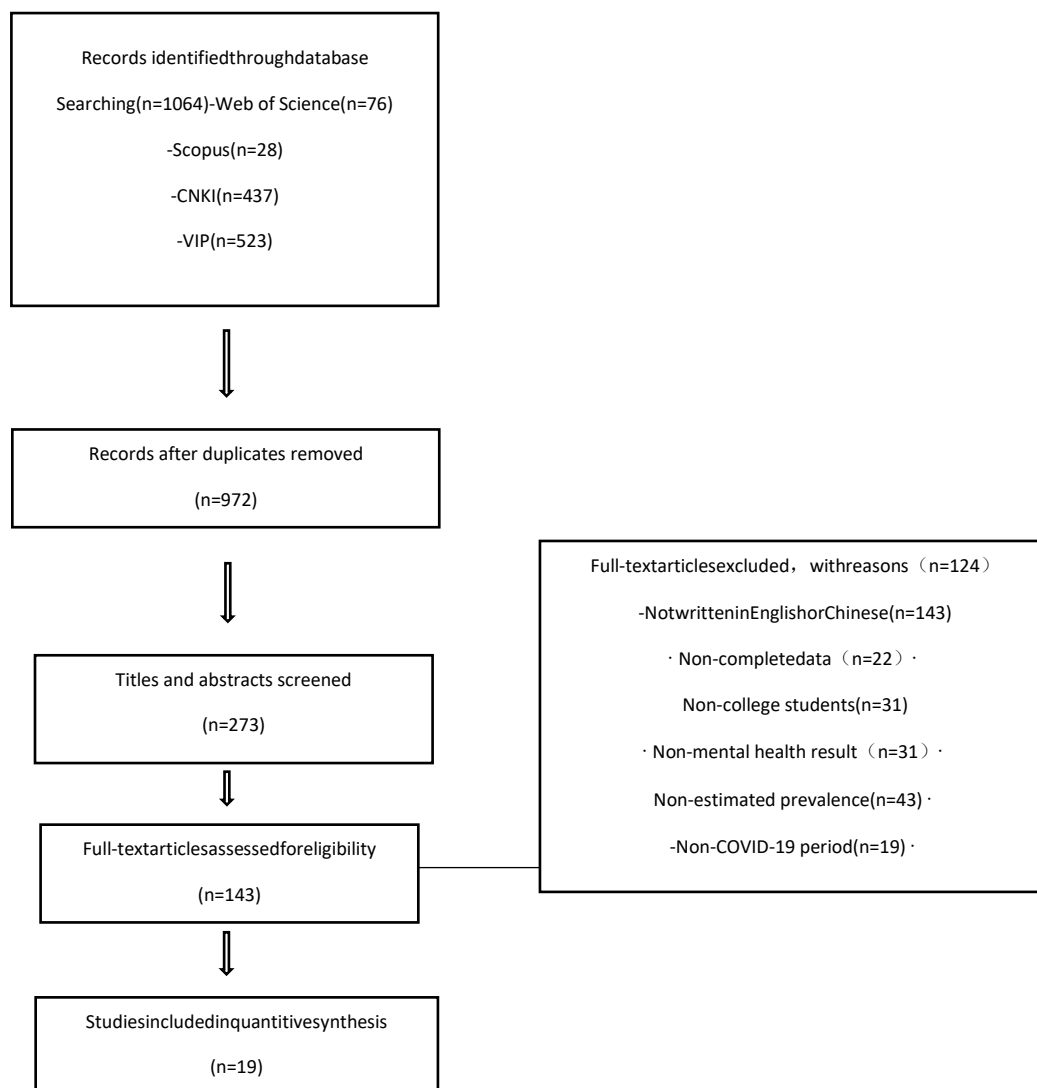 Records identifiedthroughdatabase
Searching(n=1064)-Web of Science(n=76)
-Scopus(n=28)
-CNKI(n=437)
-VIP(n=523)
Records after duplicates removed
(n=972)
Full-textarticlesexcluded，withreasons（n=124）
-NotwritteninEnglishorChinese(n=143)
· Non-completedata（n=22）·
Non-college students(n=31)
· Non-mental health result（n=31）·
Non-estimated prevalence(n=43) ·
-Non-COVID-19 period(n=19) ·
Titles and abstracts screened
(n=273)
Full-textarticlesassessedforeligibility
(n=143)
Studiesincludedinquantitivesynthesis
(n=19)